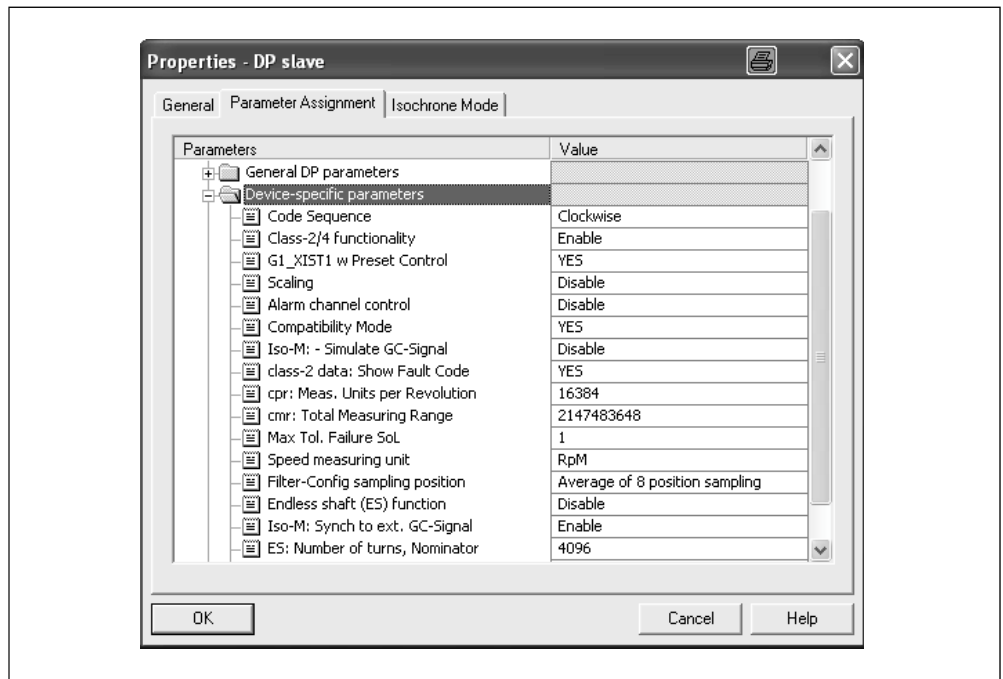 Properties - DP slave
General Parameter Assignment Isochrone Mode
Parameters Value
General DP parameters
Device-specific parameters
Code Sequence Clockwise
Class-2/4 functionality Enable
G1_XIST1 w Preset Control YES
Scaling Disable
Alarm channel control Disable
Compatibility Mode YES
Iso-M: - Simulate GC-Signal Disable
class-2 data: Show Fault Code YES
cpr: Meas. Units per Revolution 16384
cmr: Total Measuring Range 2147483648
Max Tol. Failure SoL 1
Speed measuring unit RpM
Filter-Config sampling position Average of 8 position sampling
Endless shaft (ES) function Disable
Iso-M: Synch to ext. GC-Signal Enable
ES: Number of turns, Nominator 4096
OK Cancel Help